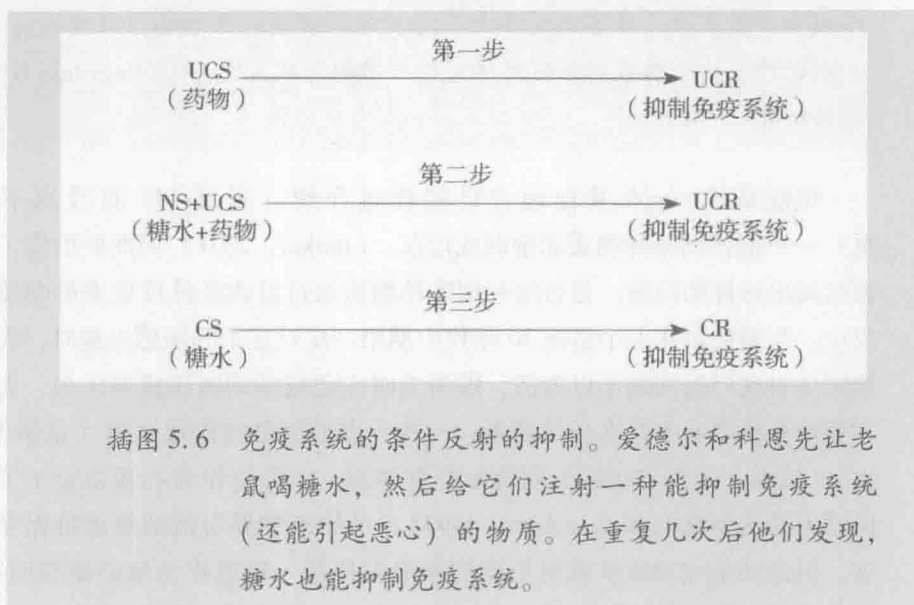 第一步
UCS → UCR
(药物) (抑制免疫系统)
第二步
NS+UCS → UCR
(糖水+药物) (抑制免疫系统)
第三步
CS → CR
(糖水) (抑制免疫系统)
插图 5.6 免疫系统的条件反射的抑制。爱德尔和科恩先让老
鼠喝糖水，然后给它们注射一种能抑制免疫系统
(还能引起恶心) 的物质。在重复几次后他们发现，
糖水也能抑制免疫系统。